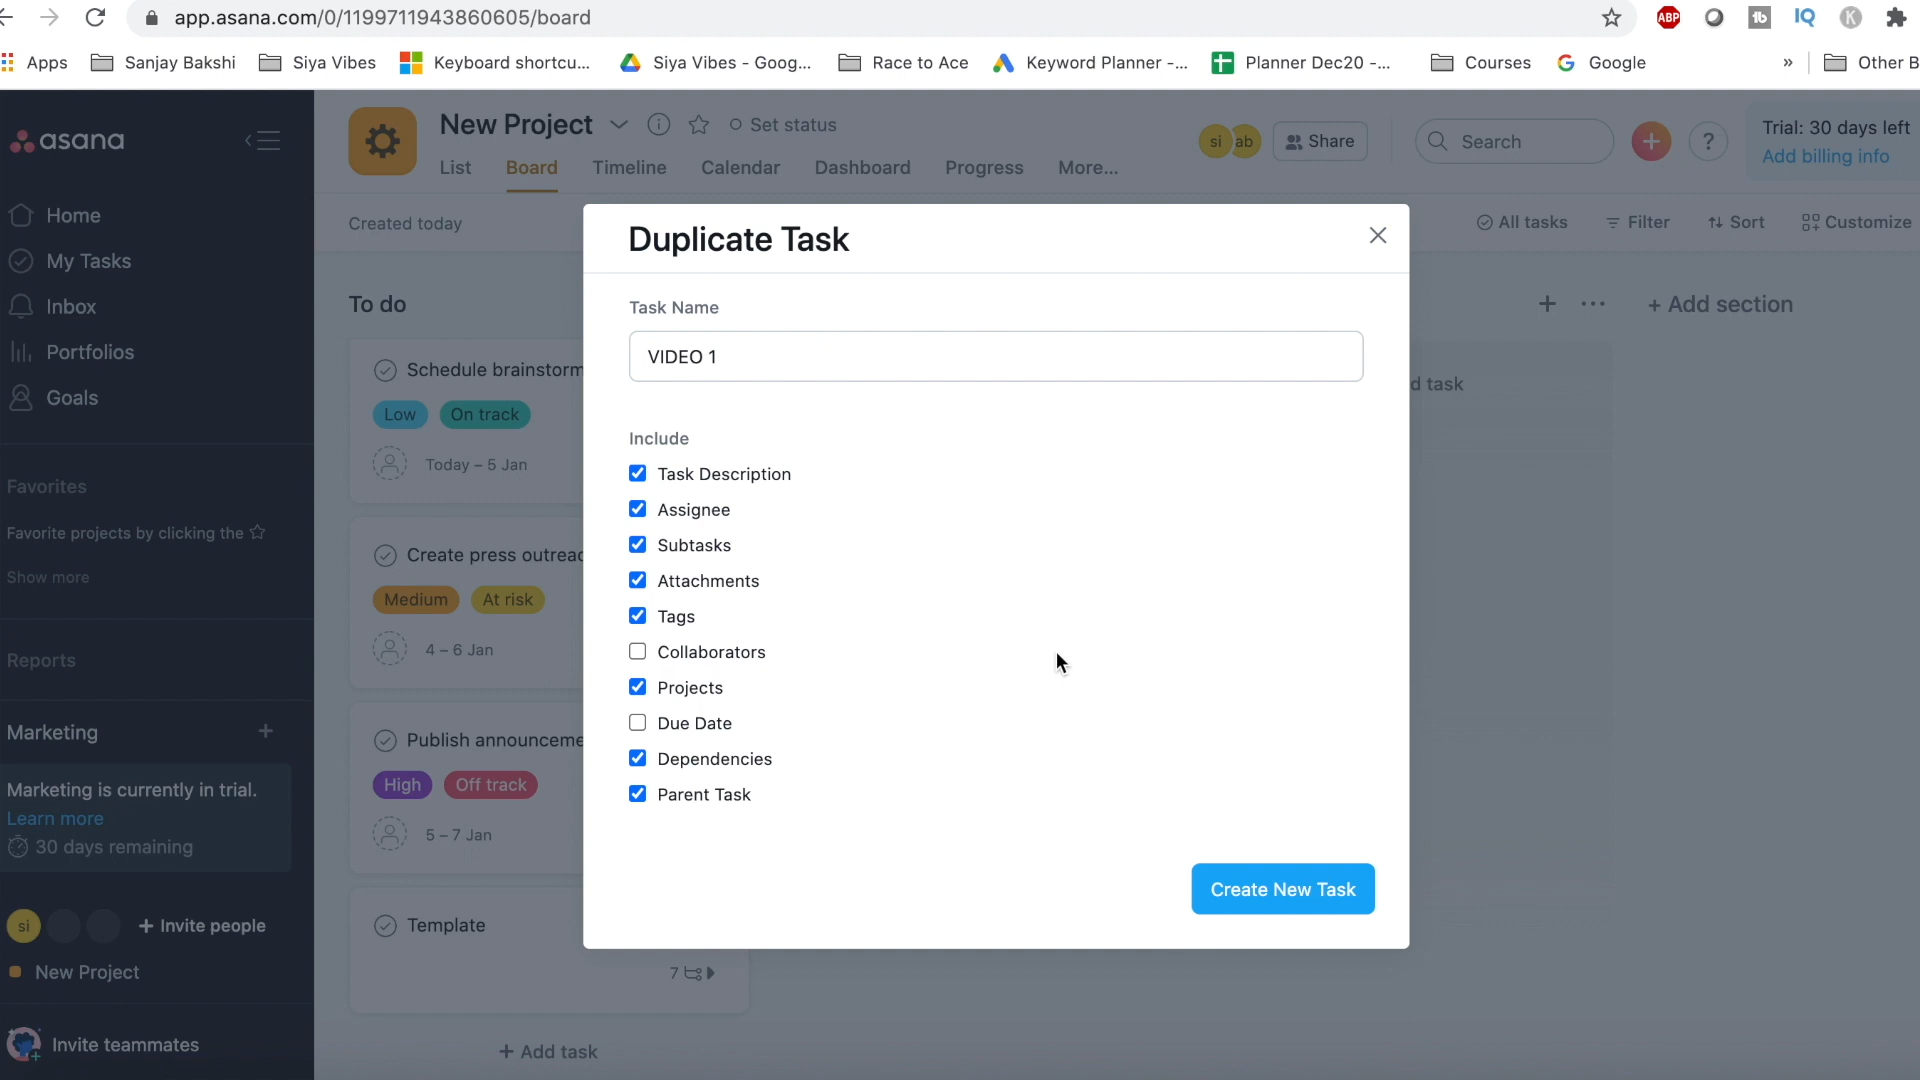 app.asana.com/0/1199711943860605/board
ABP
tb
IQ
K
Apps
Sanjay Bakshi
Siya Vibes
Keyboard shortcu...
Siya Vibes - Goog...
Race to Ace
Keyword Planner -...
Planner Dec20 -...
Courses
Google
»
Other B
asana
New Project
Set status
si
ab
Share
Search
?
Trial: 30 days left
Add billing info
List
Board
Timeline
Calendar
Dashboard
Progress
More...
Home
My Tasks
Inbox
Portfolios
Goals
Favorites
Favorite projects by clicking the
Show more
Reports
Marketing
+
Marketing is currently in trial.
Learn more
30 days remaining
si
+ Invite people
New Project
Invite teammates
Created today
All tasks
Filter
Sort
Customize
To do
+ ...
+ Add section
Schedule brainstorm
Low
On track
Today – 5 Jan
Create press outreac
Medium
At risk
4 – 6 Jan
Publish announceme
High
Off track
5 – 7 Jan
Template
7
+ Add task
d task
Duplicate Task
Task Name
VIDEO 1
Include
Task Description
Assignee
Subtasks
Attachments
Tags
Collaborators
Projects
Due Date
Dependencies
Parent Task
Create New Task